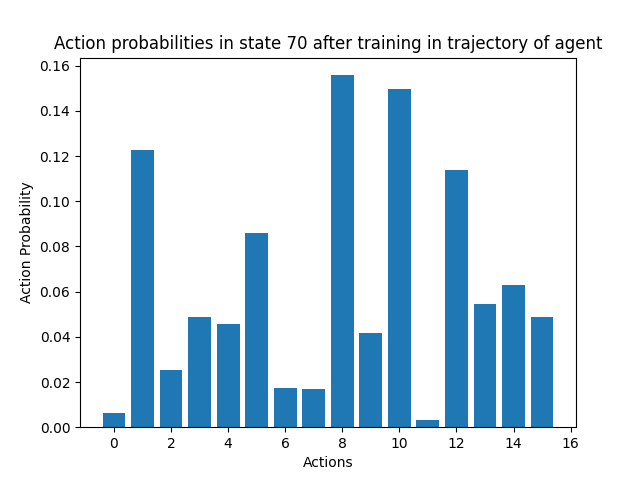 Action probabilities in state 70 after training in trajectory of agent
0.16
0.14
0.12
0.10
0.08
0.06
0.04
0.02
0.00
Action Probability
0 2 4 6 8 10 12 14 16
Actions